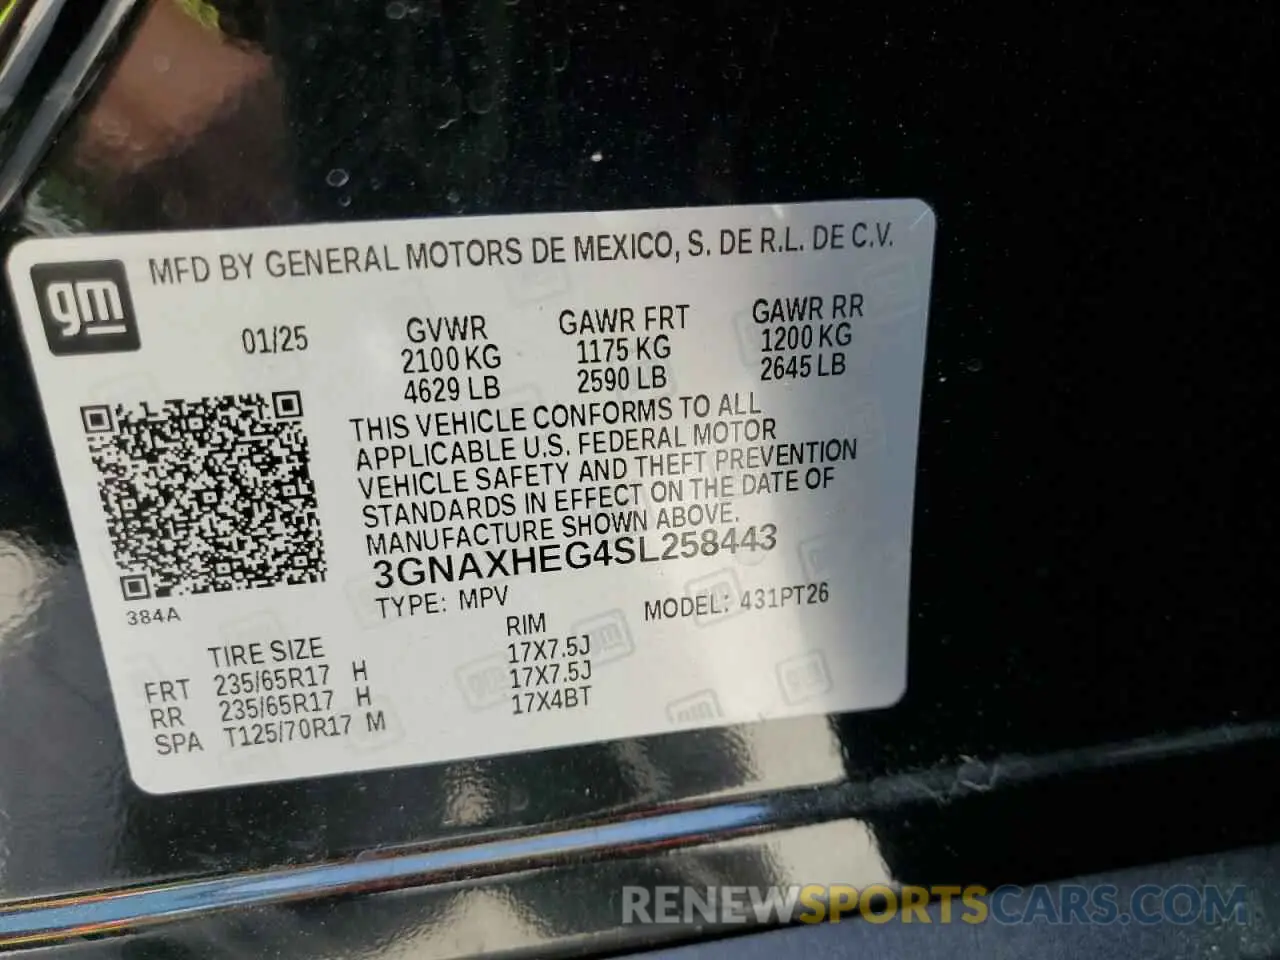 MFD BY GENERAL MOTORS DE MEXICO, S. DE R.L. DE C.V.
gm
01/25
GVWR GAWR FRT GAWR RR
2100 KG 1175 KG 1200 KG
4629 LB 2590 LB 2645 LB
THIS VEHICLE CONFORMS TO ALL
APPLICABLE U.S. FEDERAL MOTOR
VEHICLE SAFETY AND THEFT PREVENTION
STANDARDS IN EFFECT ON THE DATE OF
MANUFACTURE SHOWN ABOVE.
3GNAXHEG4SL258443
384A
TYPE: MPV MODEL: 431PT26
TIRE SIZE RIM
FRT 235/65R17 H 17X7.5J
RR 235/65R17 H 17X7.5J
SPA T125/70R17 M 17X4BT
RENEWSPORTSCARS.COM